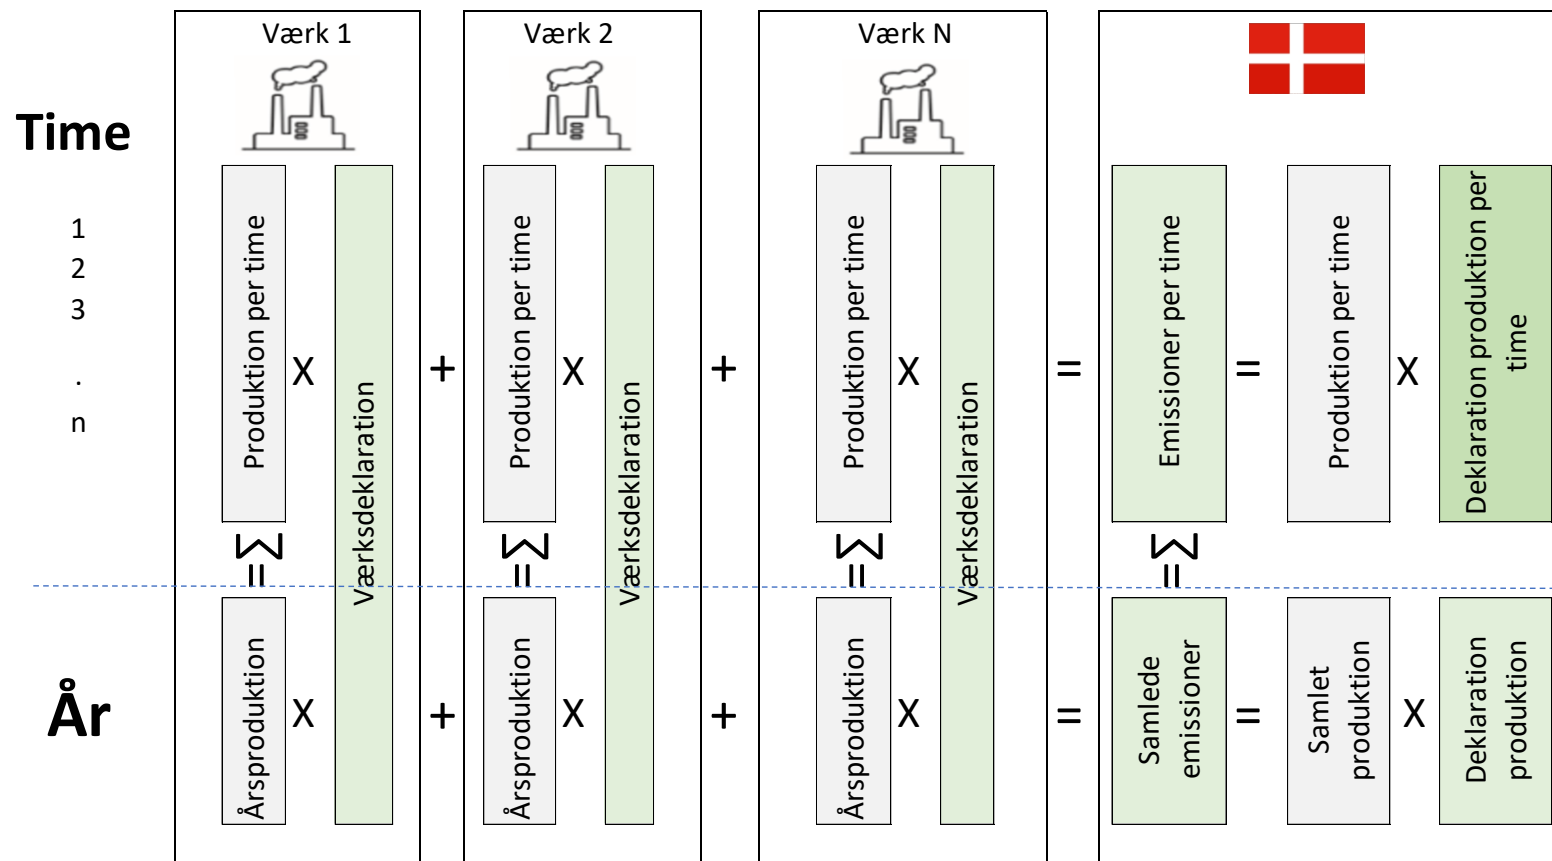 Værk 1
Værk 2
Værk N
Time
1
2
3
.
n
Produktion per time
X
Værksdeklaration
+
Produktion per time
X
Værksdeklaration
+
Produktion per time
X
Værksdeklaration
=
Emissioner per time
=
Produktion per time
X
Deklaration produktion per
time
=∑
=∑
=∑
=∑
År
Årsproduktion
X
+
Årsproduktion
X
+
Årsproduktion
X
=
Samlede
emissioner
=
Samlet
produktion
X
Deklaration
produktion